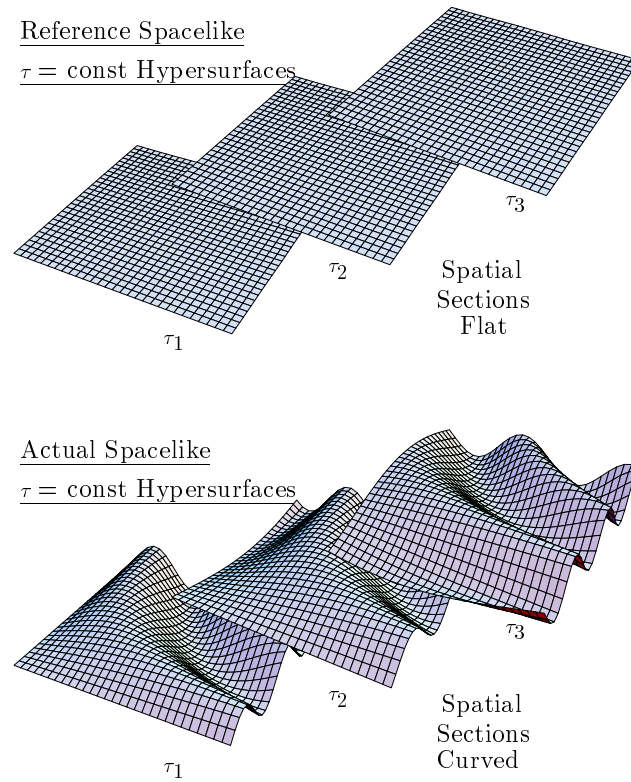 Reference Spacelike
τ = const Hypersurfaces
τ3
τ2
τ1
Spatial
Sections
Flat
Actual Spacelike
τ = const Hypersurfaces
τ3
τ2
τ1
Spatial
Sections
Curved